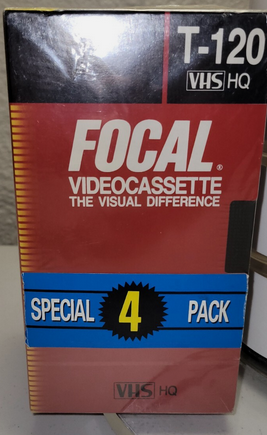 T-120
VHS HQ
FOCAL®
VIDEOCASSETTE
THE VISUAL DIFFERENCE
SPECIAL 4 PACK
VHS HQ